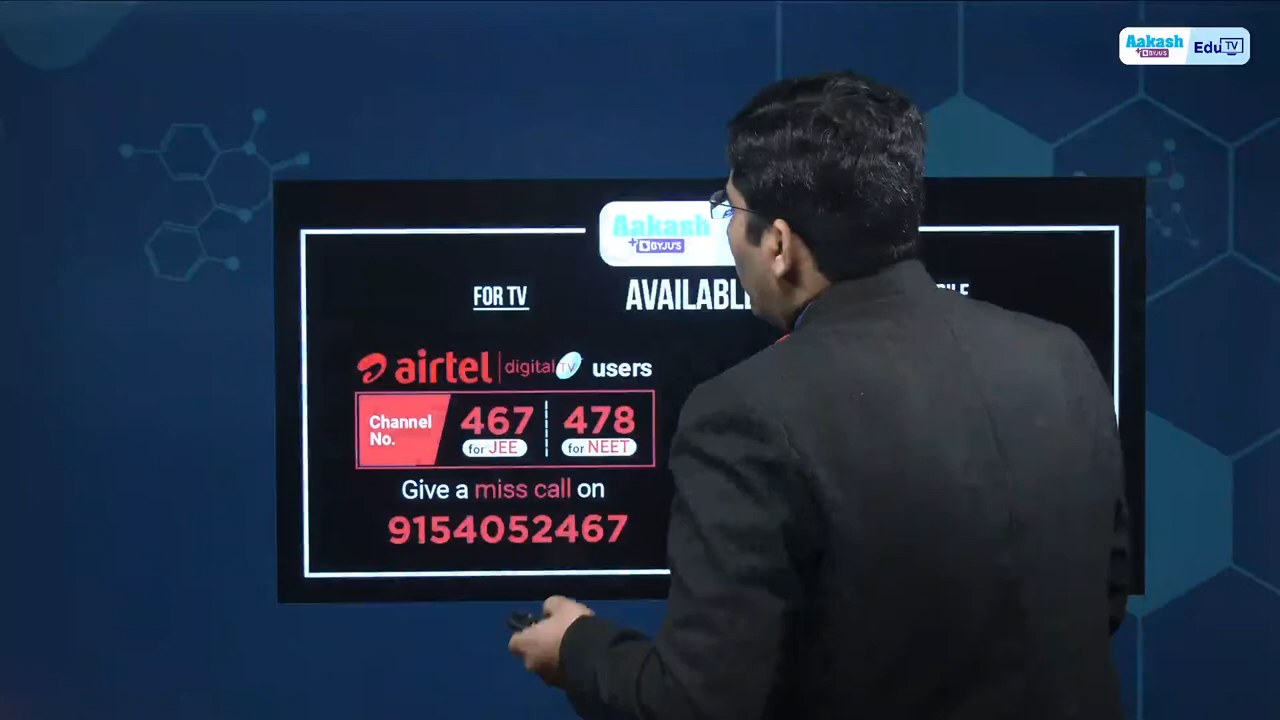 Aakash
+ BYJU'S
Edu TV
Aakash
+ BYJU'S
FOR TV
AVAILABLE
airtel digital TV users
Channel No.
467 for JEE
478 for NEET
Give a miss call on
9154052467